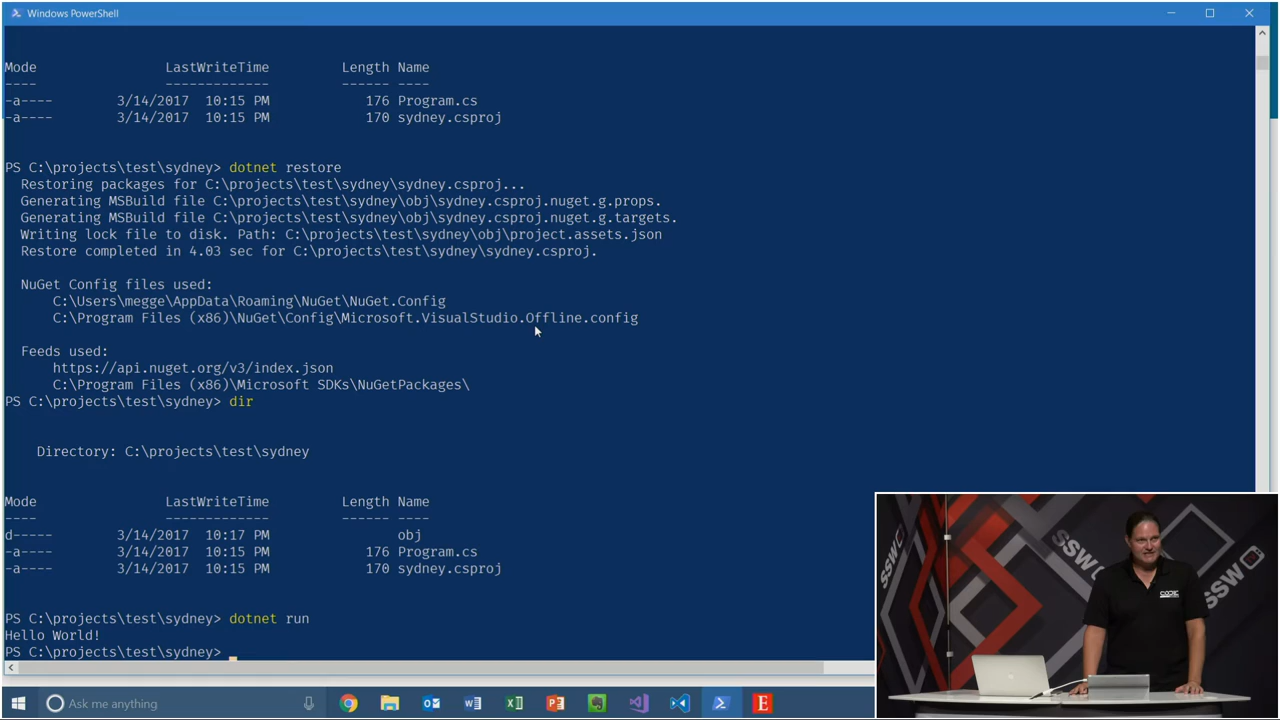 Windows PowerShell
Mode                LastWriteTime         Length Name
----                -------------         ------ ----
-a----        3/14/2017  10:15 PM            176 Program.cs
-a----        3/14/2017  10:15 PM            170 sydney.csproj
PS C:\projects\test\sydney> dotnet restore
Restoring packages for C:\projects\test\sydney\sydney.csproj...
Generating MSBuild file C:\projects\test\sydney\obj\sydney.csproj.nuget.g.props.
Generating MSBuild file C:\projects\test\sydney\obj\sydney.csproj.nuget.g.targets.
Writing lock file to disk. Path: C:\projects\test\sydney\obj\project.assets.json
Restore completed in 4.03 sec for C:\projects\test\sydney\sydney.csproj.
NuGet Config files used:
C:\Users\megge\AppData\Roaming\NuGet\NuGet.Config
C:\Program Files (x86)\NuGet\Config\Microsoft.VisualStudio.Offline.config
Feeds used:
https://api.nuget.org/v3/index.json
C:\Program Files (x86)\Microsoft SDKs\NuGetPackages\
PS C:\projects\test\sydney> dir
Directory: C:\projects\test\sydney
Mode                LastWriteTime         Length Name
----                -------------         ------ ----
d-----        3/14/2017  10:17 PM                obj
-a----        3/14/2017  10:15 PM            176 Program.cs
-a----        3/14/2017  10:15 PM            170 sydney.csproj
PS C:\projects\test\sydney> dotnet run
Hello World!
PS C:\projects\test\sydney>
Ask me anything
SSW
SSW